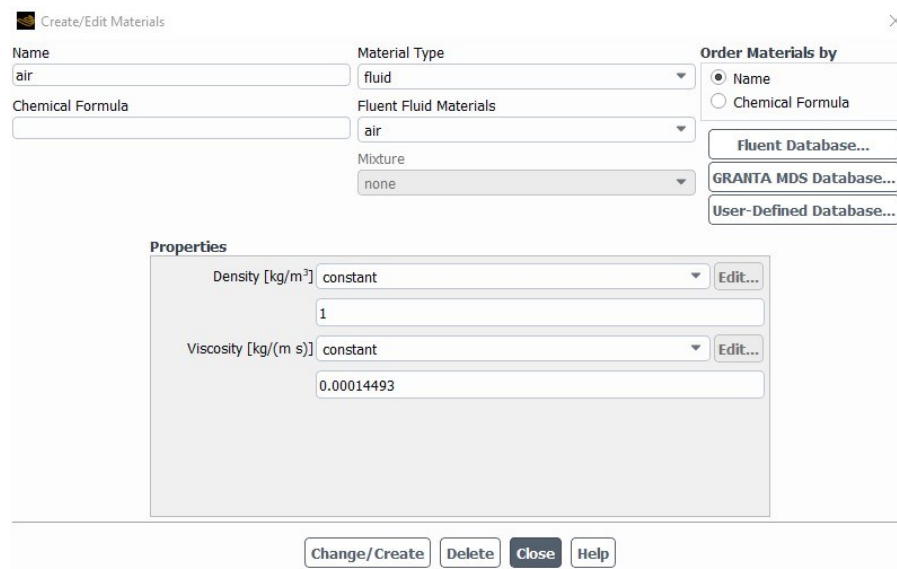 Create/Edit Materials
Name
air
Chemical Formula
Material Type
fluid
Fluent Fluid Materials
air
Mixture
none
Order Materials by
Name
Chemical Formula
Fluent Database...
GRANTA MDS Database...
User-Defined Database...
Properties
Density [kg/m³] constant Edit...
1
Viscosity [kg/(m s)] constant Edit...
0.00014493
Change/Create Delete Close Help